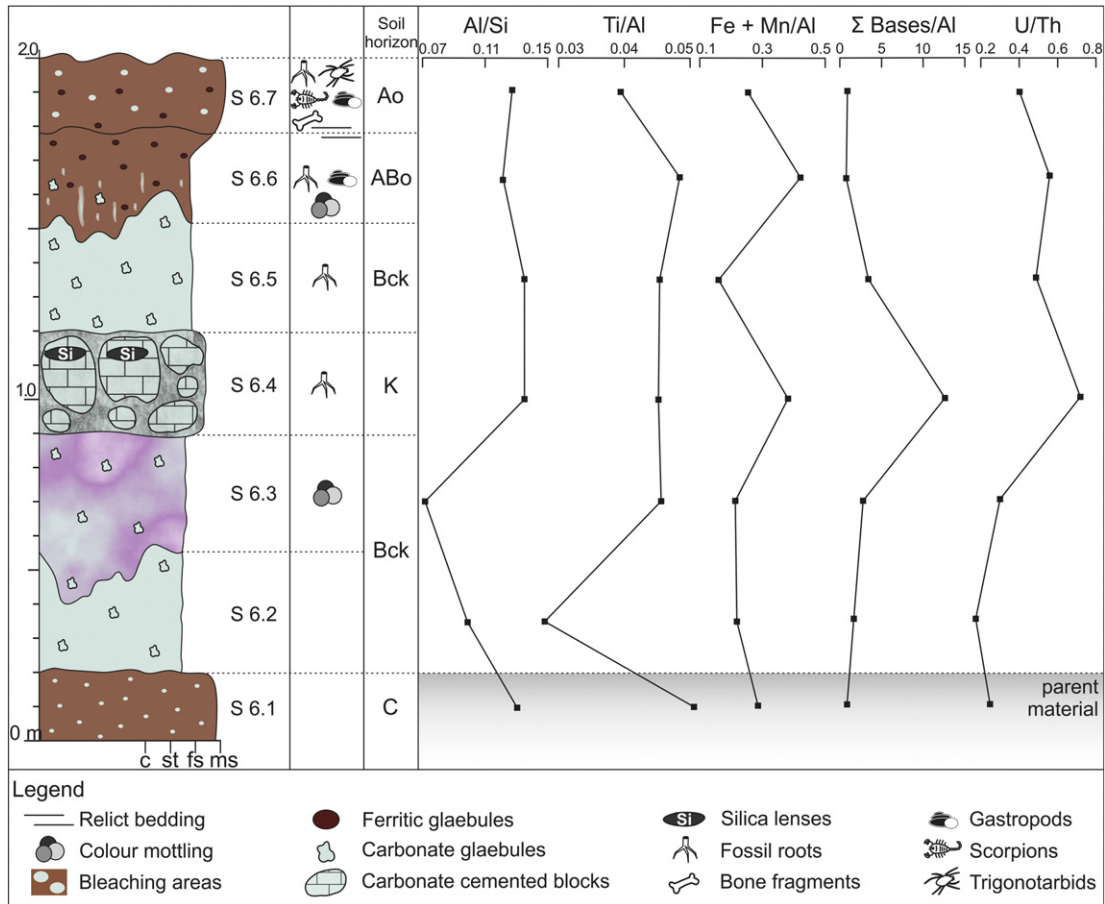 Soil horizon
Al/Si
Ti/Al
Fe + Mn/Al
Σ Bases/Al
U/Th
0.07 0.11 0.15
0.03 0.04 0.05
0.1 0.3 0.5
0 5 10 15
0.2 0.4 0.6 0.8
2.0
S 6.7
Ao
S 6.6
ABo
S 6.5
Bck
Si
Si
S 6.4
K
1.0
S 6.3
Bck
S 6.2
S 6.1
C
parent
material
0 m
c st fs ms
Legend
Relict bedding
Ferritic glaebules
Silica lenses
Si
Gastropods
Colour mottling
Carbonate glaebules
Fossil roots
Scorpions
Bleaching areas
Carbonate cemented blocks
Bone fragments
Trigonotarbids